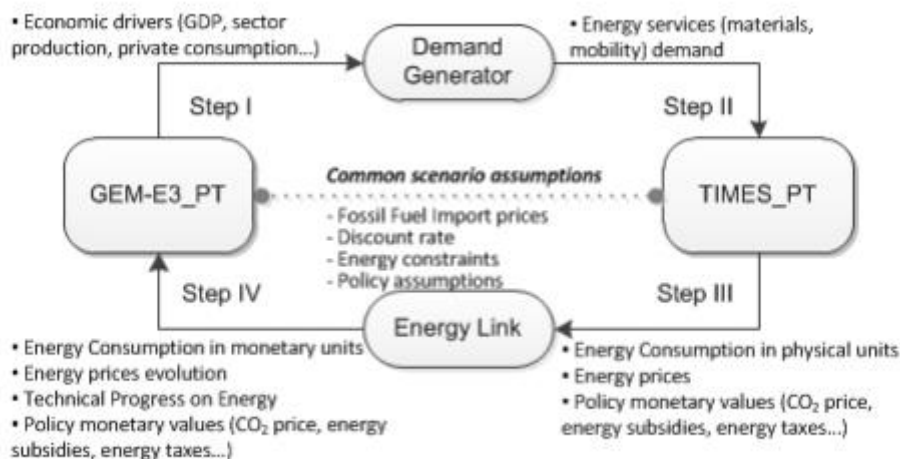 • Economic drivers (GDP, sector
production, private consumption...)
Demand
Generator
• Energy services (materials,
mobility) demand
Step I
Step II
GEM-E3_PT
Common scenario assumptions
- Fossil Fuel Import prices
- Discount rate
- Energy constraints
- Policy assumptions
TIMES_PT
Step IV
Step III
Energy Link
• Energy Consumption in monetary units
• Energy prices evolution
• Technical Progress on Energy
• Policy monetary values (CO₂ price, energy
subsidies, energy taxes...)
• Energy Consumption in physical units
• Energy prices
• Policy monetary values (CO₂ price,
energy subsidies, energy taxes...)